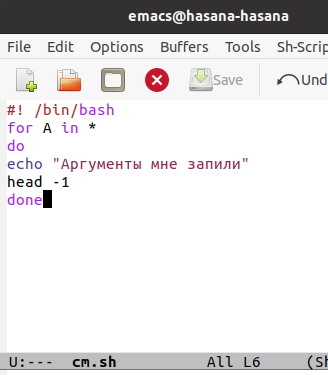 emacs@hasana-hasana
File Edit Options Buffers Tools Sh-Scrip
Save Und
#! /bin/bash
for A in *
do
echo "Аргументы мне запили"
head -1
done
U:--- cm.sh All L6 (Sh